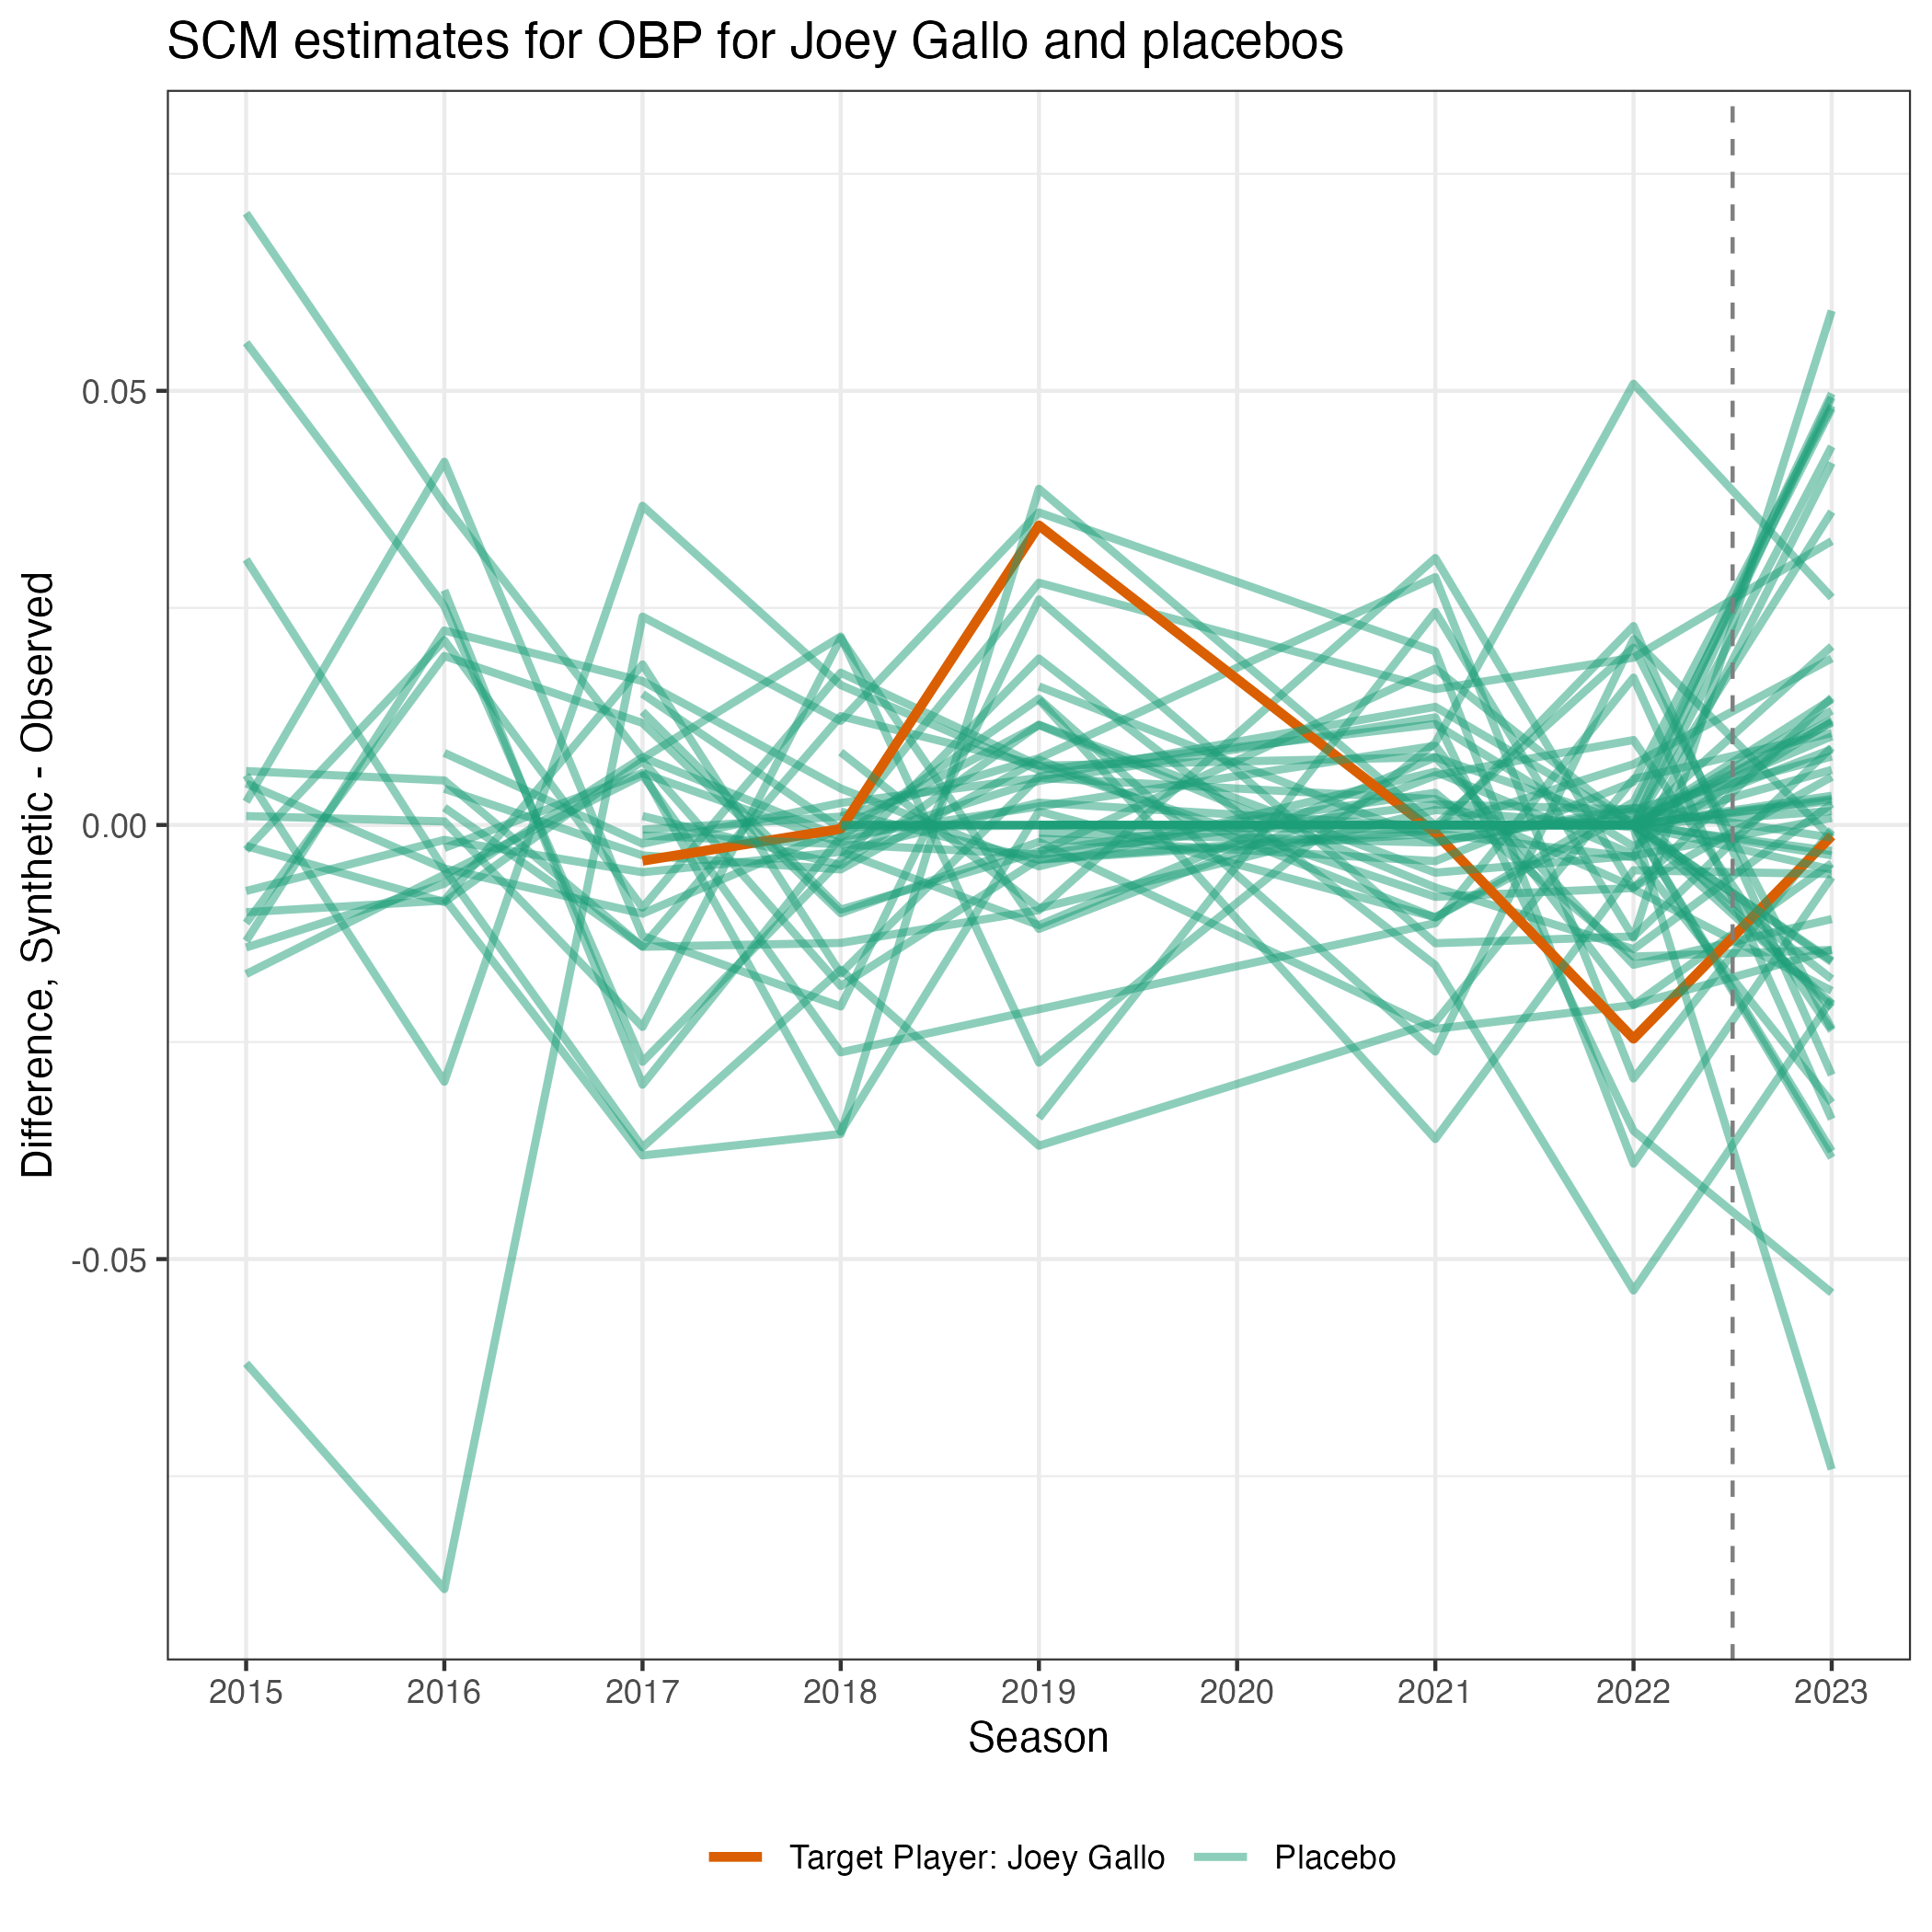 SCM estimates for OBP for Joey Gallo and placebos
Difference, Synthetic - Observed
0.05
0.00
-0.05
2015 2016 2017 2018 2019 2020 2021 2022 2023
Season
Target Player: Joey Gallo Placebo